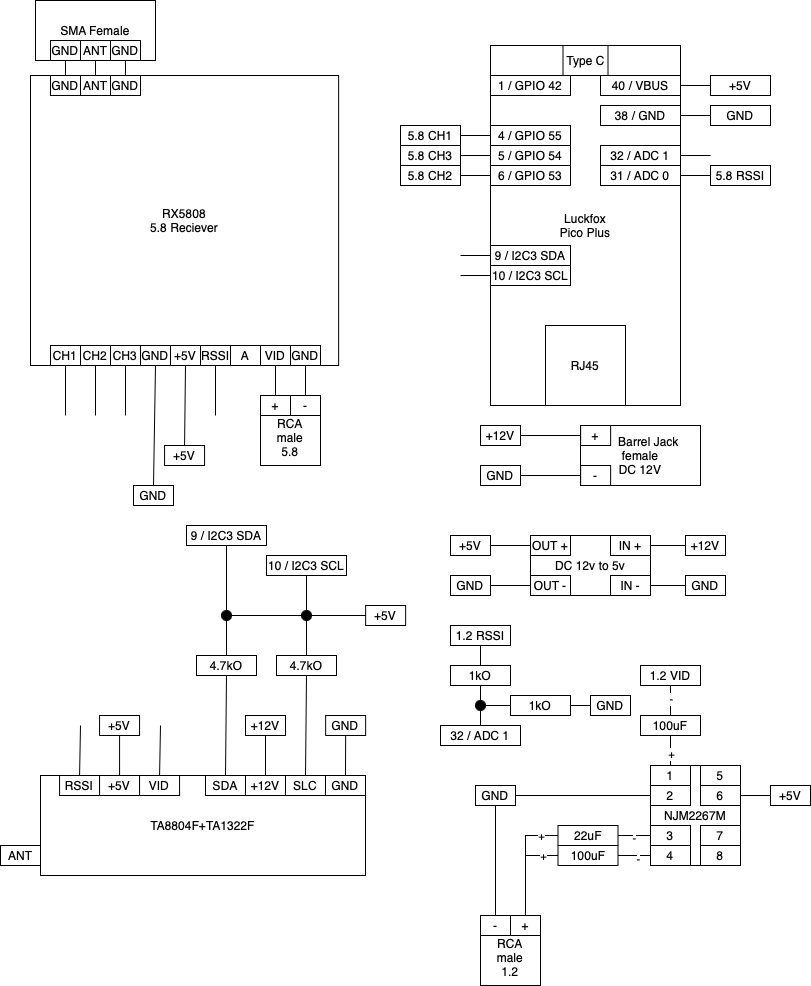 SMA Female
GND ANT GND
GND ANT GND
RX5808
5.8 Reciever
CH1 CH2 CH3 GND +5V RSSI A VID GND
+ -
RCA
male
5.8
+5V
GND
Type C
1 / GPIO 42
40 / VBUS
+5V
38 / GND
GND
5.8 CH1
4 / GPIO 55
5.8 CH3
5 / GPIO 54
32 / ADC 1
5.8 CH2
6 / GPIO 53
31 / ADC 0
5.8 RSSI
Luckfox
Pico Plus
9 / I2C3 SDA
10 / I2C3 SCL
RJ45
+12V
+
Barrel Jack
female
DC 12V
GND
-
9 / I2C3 SDA
10 / I2C3 SCL
+5V
4.7kO
4.7kO
+5V
+12V
GND
RSSI +5V VID SDA +12V SLC GND
TA8804F+TA1322F
ANT
+5V
OUT +
IN +
+12V
DC 12v to 5v
GND
OUT -
IN -
GND
1.2 RSSI
1kO
1kO
GND
32 / ADC 1
1.2 VID
-
100uF
+
1 5
GND
2 6
+5V
NJM2267M
+ 22uF -
3 7
+ 100uF -
4 8
- +
RCA
male
1.2